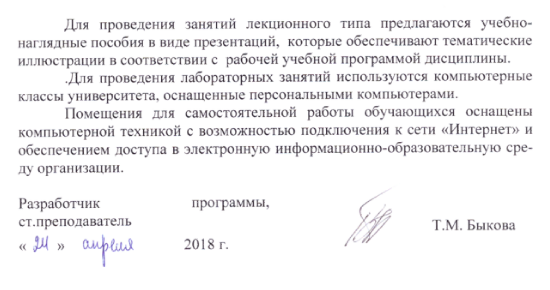 Для проведения занятий лекционного типа предлагаются учебно-
наглядные пособия в виде презентаций, которые обеспечивают тематические
иллюстрации в соответствии с рабочей учебной программой дисциплины.
.Для проведения лабораторных занятий используются компьютерные
классы университета, оснащенные персональными компьютерами.
Помещения для самостоятельной работы обучающихся оснащены
компьютерной техникой с возможностью подключения к сети «Интернет» и
обеспечением доступа в электронную информационно-образовательную сре-
ду организации.
Разработчик программы,
ст.преподаватель Т.М. Быкова
« 24 » апреля 2018 г.